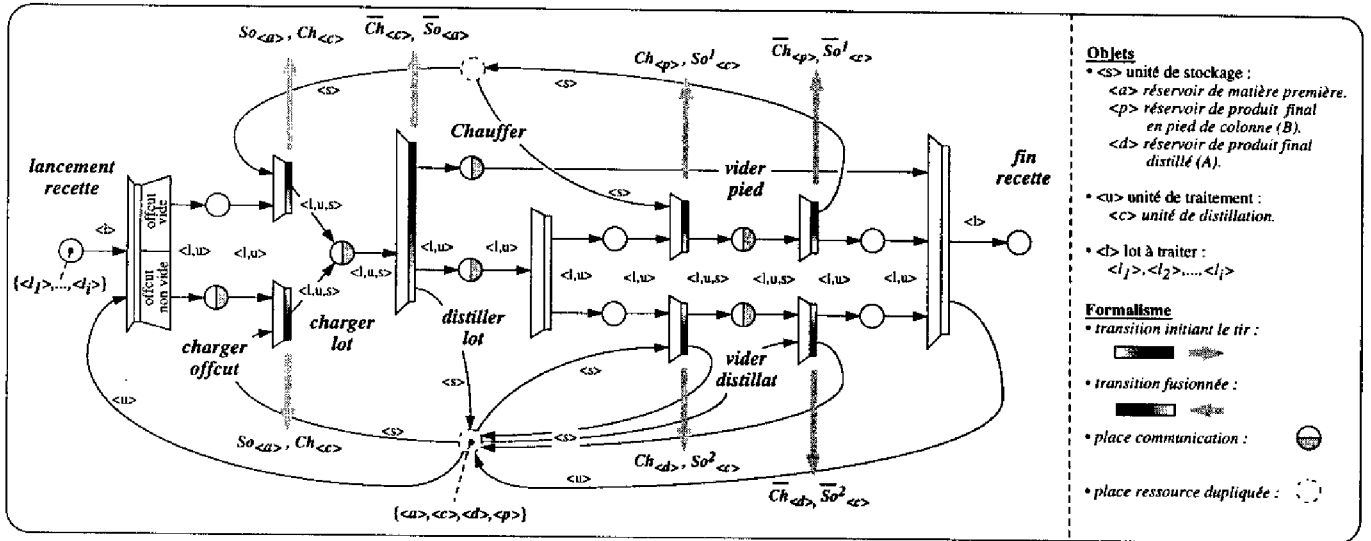 So<a> , Ch<c>
Ch<c>, So<a>
Ch<p>, So¹<c>
Ch<p>, So¹<c>
<s>
<s>
Chauffer
lancement
recette
fin
recette
vider
pied
<s>
offcut
vide
offcut
non vide
<l>
<l,u>
<l,u>
<l,u,s>
<l,u,s>
<l,u,s>
<l,u>
<l,u>
<l,u>
<l,u>
<l,u,s>
<l,u,s>
<l,u>
<l,u>
<l>
{<l1>,...,<li>}
charger
lot
distiller
lot
charger
offcut
vider
distillat
<s>
<s>
<u>
<s>
<s>
<u>
So<a> , Ch<c>
Ch<d> , So²<c>
Ch<d>, So²<c>
{<a>,<c>,<d>,<p>}
Objets
• <s> unité de stockage :
<a> réservoir de matière première.
<p> réservoir de produit final
en pied de colonne (B).
<d> réservoir de produit final
distillé (A).
• <u> unité de traitement :
<c> unité de distillation.
• <l> lot à traiter :
<l1>,<l2>,...,<li>
Formalisme
• transition initiant le tir :
• transition fusionnée :
• place communication :
• place ressource dupliquée :